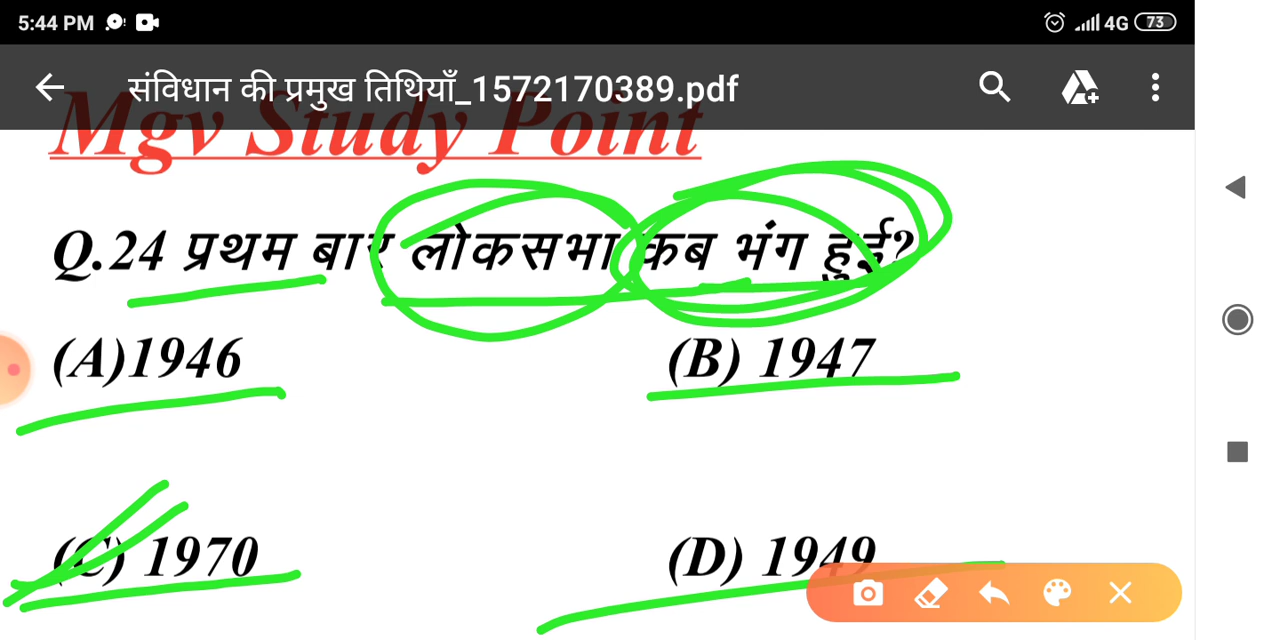 5:44 PM
4G 73
संविधान की प्रमुख तिथियाँ_1572170389.pdf
Mgv Study Point
Q.24 प्रथम बार लोकसभा कब भंग हुई?
(A)1946
(B) 1947
(C) 1970
(D) 1949